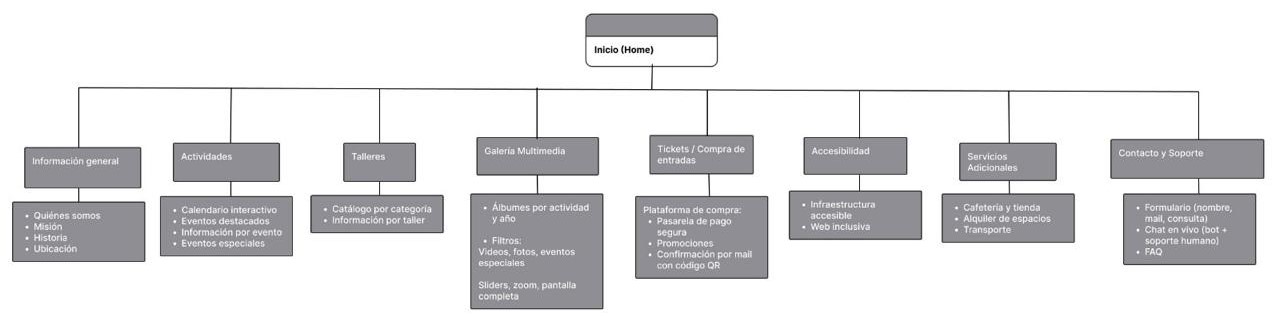 Inicio (Home)
Información general
• Quiénes somos
• Misión
• Historia
• Ubicación
Actividades
• Calendario interactivo
• Eventos destacados
• Información por evento
• Eventos especiales
Talleres
• Catálogo por categoría
• Información por taller
Galería Multimedia
• Álbumes por actividad
y año
• Filtros:
Videos, fotos, eventos
especiales
Sliders, zoom, pantalla
completa
Tickets / Compra de
entradas
Plataforma de compra:
• Pasarela de pago
segura
• Promociones
• Confirmación por mail
con código QR
Accesibilidad
• Infraestructura
accesible
• Web inclusiva
Servicios
Adicionales
• Cafetería y tienda
• Alquiler de espacios
• Transporte
Contacto y Soporte
• Formulario (nombre,
mail, consulta)
• Chat en vivo (bot +
soporte humano)
• FAQ